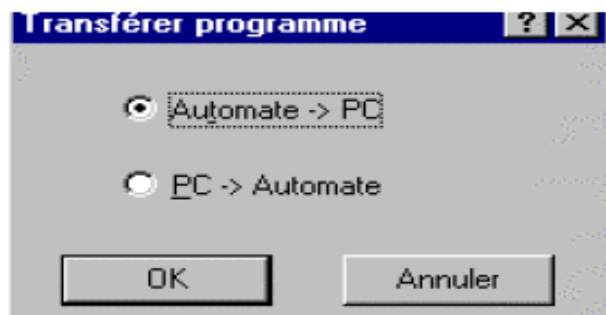 Transférer programme ? ×
Automate -> PC
PC -> Automate
OK Annuler